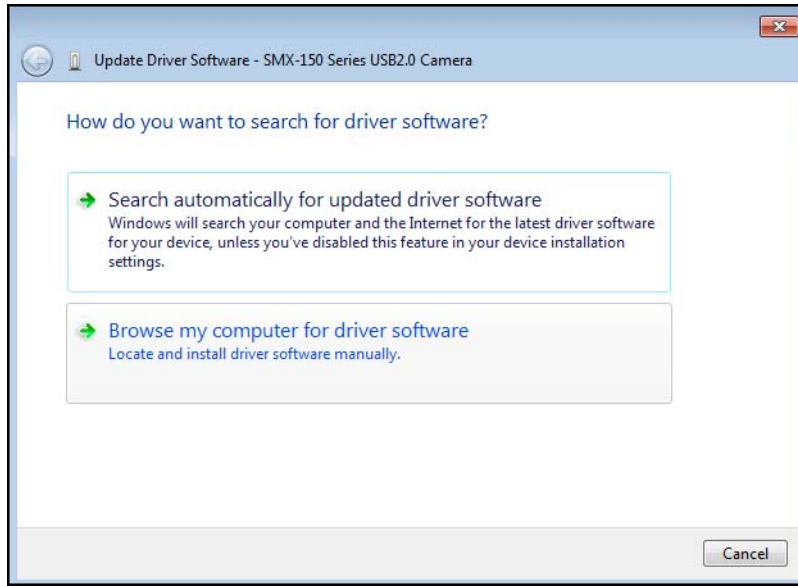 Update Driver Software - SMX-150 Series USB2.0 Camera
How do you want to search for driver software?
Search automatically for updated driver software
Windows will search your computer and the Internet for the latest driver software
for your device, unless you've disabled this feature in your device installation
settings.
Browse my computer for driver software
Locate and install driver software manually.
Cancel